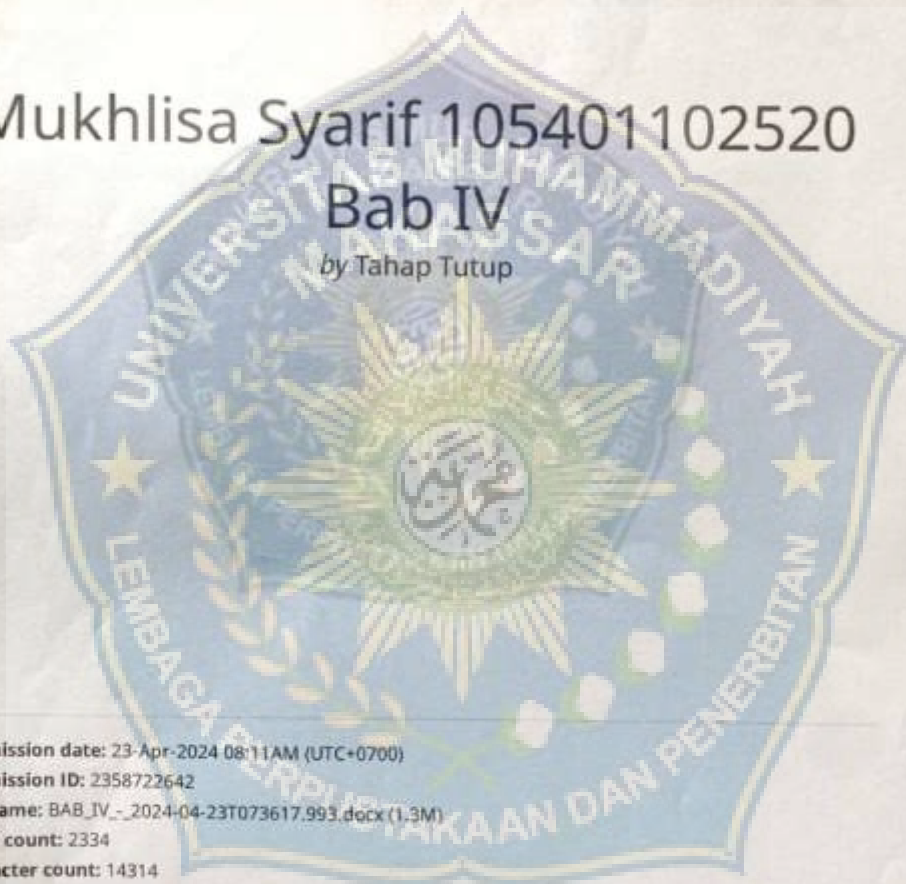 Mukhlisa Syarif 105401102520
Bab IV
by Tahap Tutup
UNIVERSITAS MUHAMMADIYAH
MAKASSAR
LEMBAGA PERPUSTAKAAN DAN PENERBITAN
ission date: 23-Apr-2024 08:11AM (UTC+0700)
ission ID: 2358722642
ame: BAB_IV_-_2024-04-23T073617.993.docx (1.3M)
count: 2334
cter count: 14314